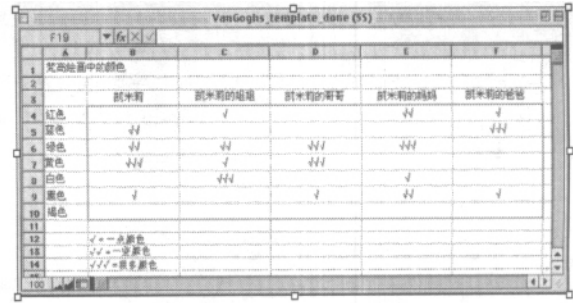 VanGoghs_template_done (SS)
F19 fx
A B C D E F
1 梵高绘画中的颜色
2
3 凯米莉 凯米莉的姐姐 凯米莉的哥哥 凯米莉的妈妈 凯米莉的爸爸
4 红色 √ √√ √
5 蓝色 √√ √√√
6 绿色 √√ √√ √√√ √√√
7 黄色 √√√ √ √√√
8 白色 √√√ √
9 黑色 √ √ √√ √
10 褐色
11
12 √=一点颜色
13 √√=一些颜色
14 √√√=很多颜色
100